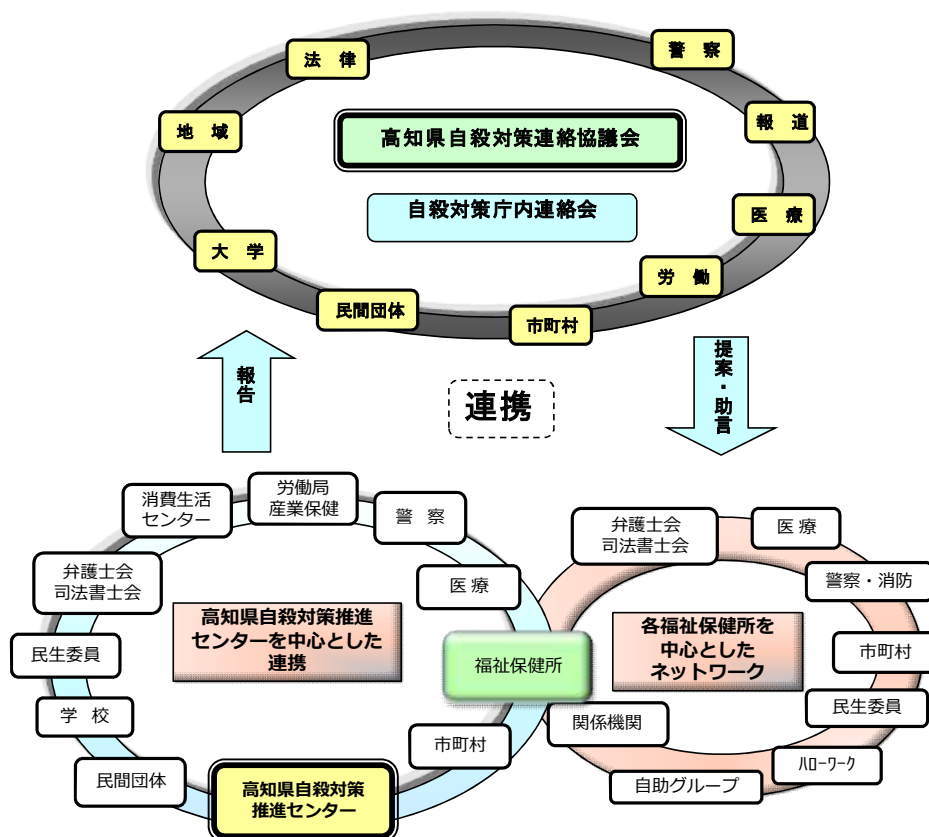 法　律
警　察
地　域
報　道
高知県自殺対策連絡協議会
自殺対策庁内連絡会
医　療
大　学
労　働
民間団体
市町村
報告
提案・助言
連携
消費生活
センター
労働局
産業保健
警　察
弁護士会
司法書士会
医 療
民生委員
学　校
民間団体
高知県自殺対策推進
センターを中心とした
連携
福祉保健所
市町村
高知県自殺対策
推進センター
弁護士会
司法書士会
医 療
警察・消防
各福祉保健所を
中心とした
ネットワーク
市町村
民生委員
関係機関
ﾊﾛｰﾜｰｸ
自助グループ